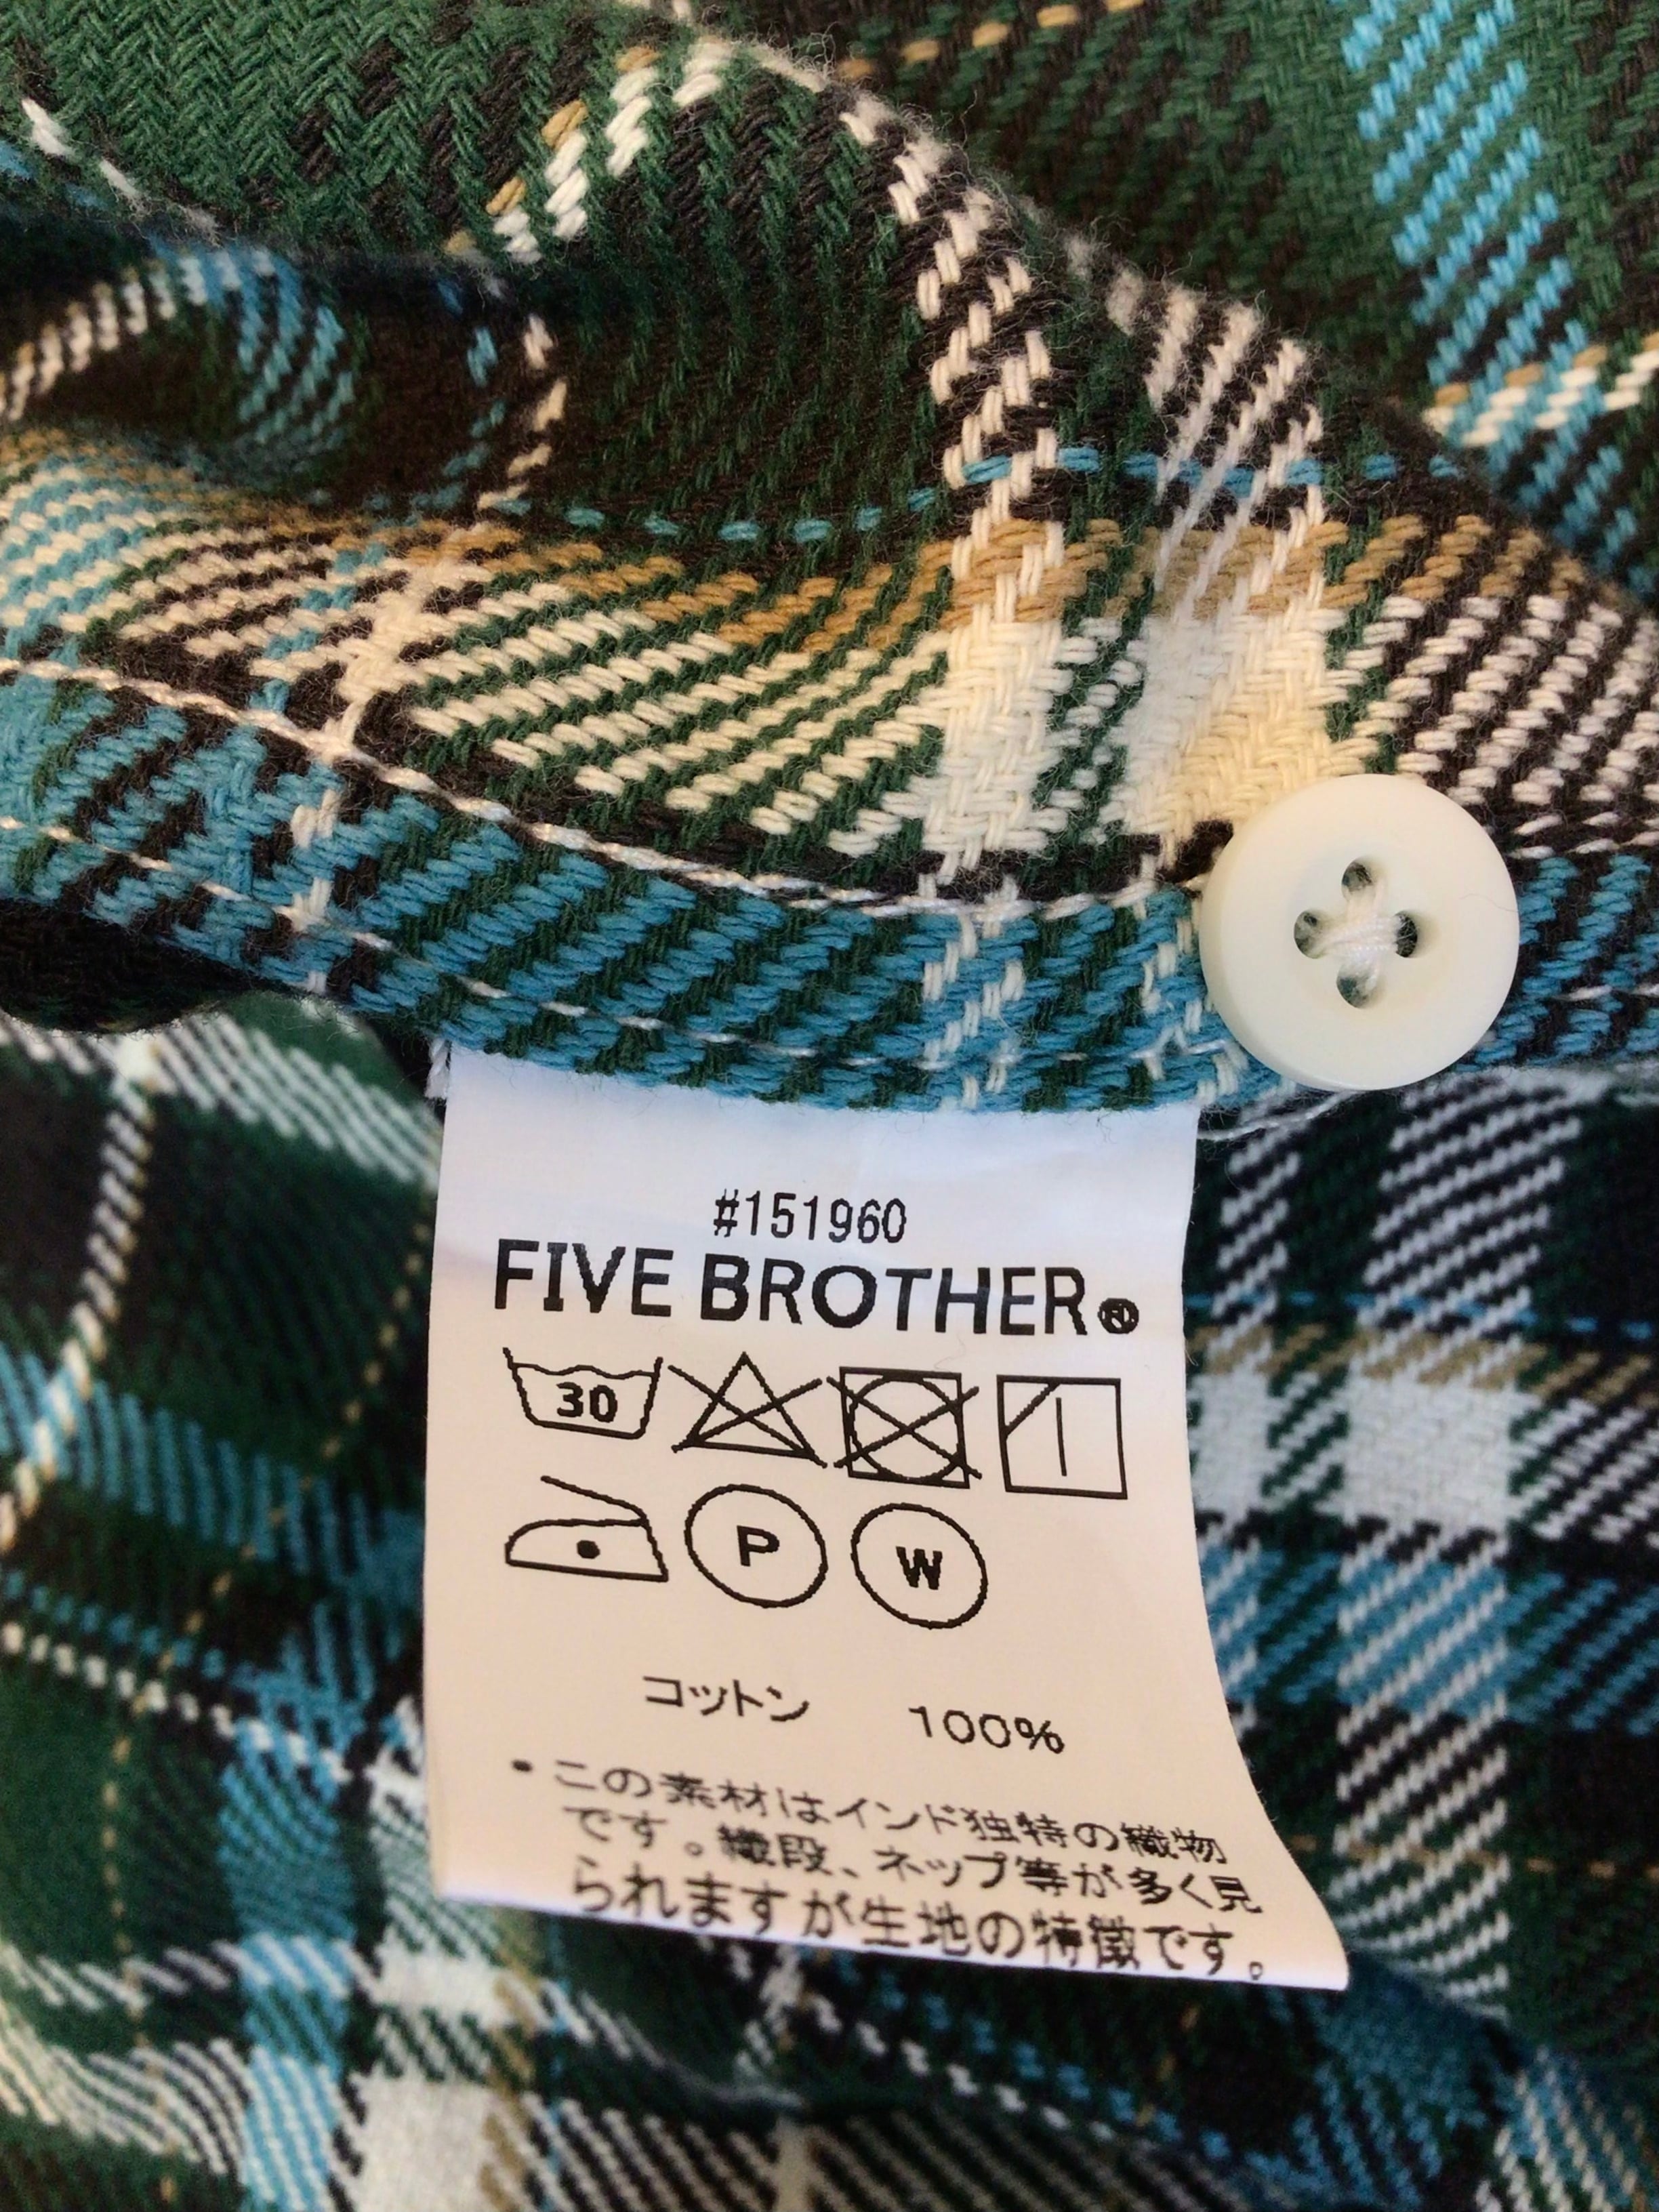 #151960
FIVE BROTHER®
30
P
W
コットン 100%
・この素材はインド独特の織物
です。織段、ネップ等が多く見
られますが生地の特徴です。